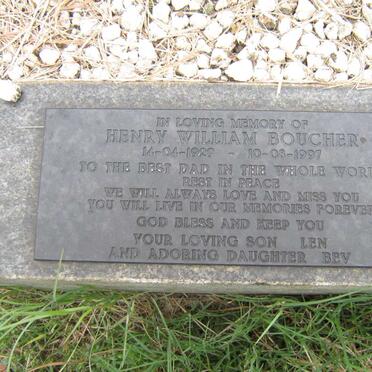 IN LOVING MEMORY OF
HENRY WILLIAM BOUCHER
14-04-1929 - 10-08-1997
TO THE BEST DAD IN THE WHOLE WORL
REST IN PEACE
WE WILL ALWAYS LOVE AND MISS YOU
YOU WILL LIVE IN OUR MEMORIES FOREVER
GOD BLESS AND KEEP YOU
YOUR LOVING SON LEN
AND ADORING DAUGHTER BEV